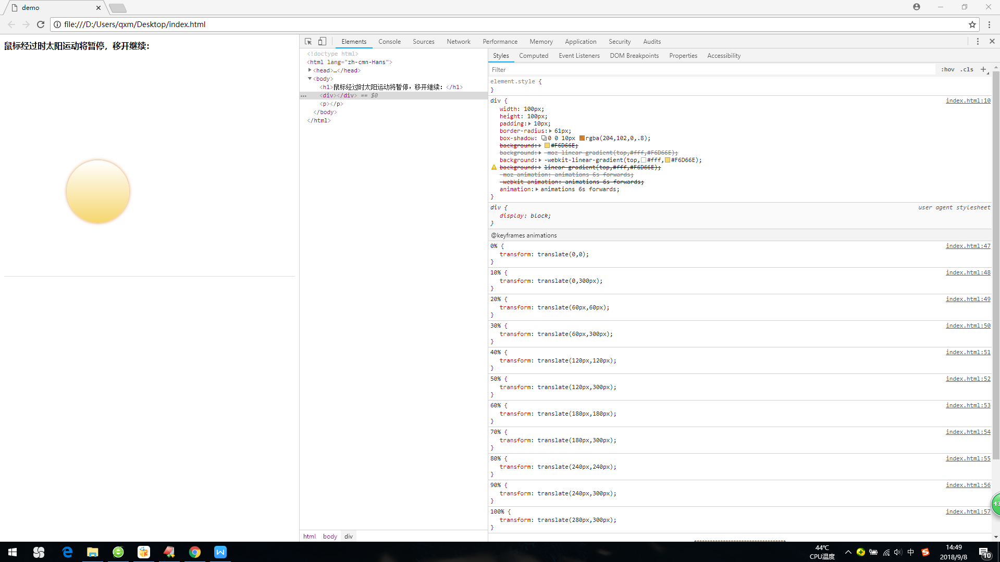 demo
file:///D:/Users/qxm/Desktop/index.html
鼠标经过时太阳运动将暂停，移开继续：
Elements Console Sources Network Performance Memory Application Security Audits
<!doctype html>
<html lang="zh-cmn-Hans">
<head>…</head>
<body>
<h1>鼠标经过时太阳运动将暂停，移开继续：</h1>
<div></div> == $0
<p></p>
</body>
</html>
html body div
Styles Computed Event Listeners DOM Breakpoints Properties Accessibility
Filter :hov .cls +
element.style {
}
div { index.html:10
width: 100px;
height: 100px;
padding: 10px;
border-radius: 61px;
box-shadow: 0 0 10px rgba(204,102,0,.8);
background: #F6D66E;
background: -moz-linear-gradient(top,#fff,#F6D66E);
background: -webkit-linear-gradient(top,#fff,#F6D66E);
background: linear-gradient(top,#fff,#F6D66E);
-moz-animation: animations 6s forwards;
-webkit-animation: animations 6s forwards;
animation: animations 6s forwards;
}
div { user agent stylesheet
display: block;
}
@keyframes animations
0% { index.html:47
transform: translate(0,0);
}
10% { index.html:48
transform: translate(0,300px);
}
20% { index.html:49
transform: translate(60px,60px);
}
30% { index.html:50
transform: translate(60px,300px);
}
40% { index.html:51
transform: translate(120px,120px);
}
50% { index.html:52
transform: translate(120px,300px);
}
60% { index.html:53
transform: translate(180px,180px);
}
70% { index.html:54
transform: translate(180px,300px);
}
80% { index.html:55
transform: translate(240px,240px);
}
90% { index.html:56
transform: translate(240px,300px);
}
100% { index.html:57
transform: translate(280px,300px);
}
43
44℃
CPU温度
中
14:49
2018/9/8
10